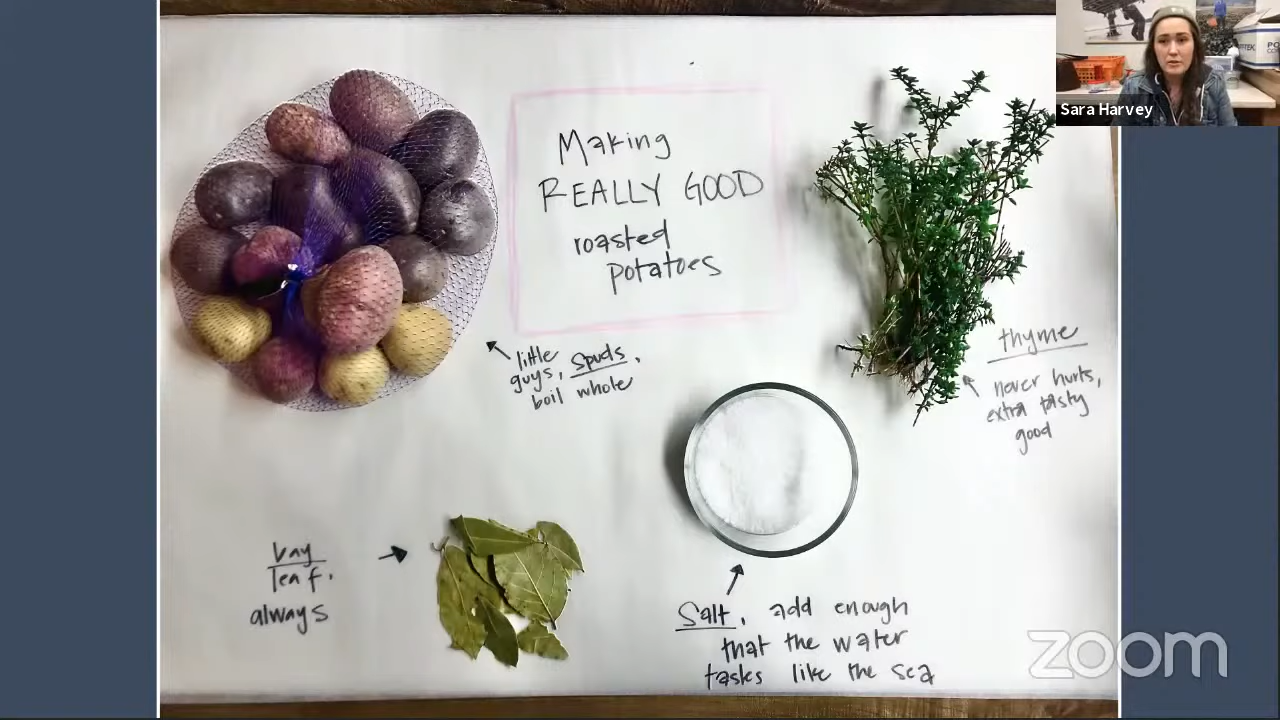 Sara Harvey
Making
REALLY GOOD
roasted
potatoes
little
guys, spuds,
boil whole
thyme
never hurts,
extra tasty
good
bay
leaf,
always
Salt, add enough
that the water
tasks like the sea
zoom